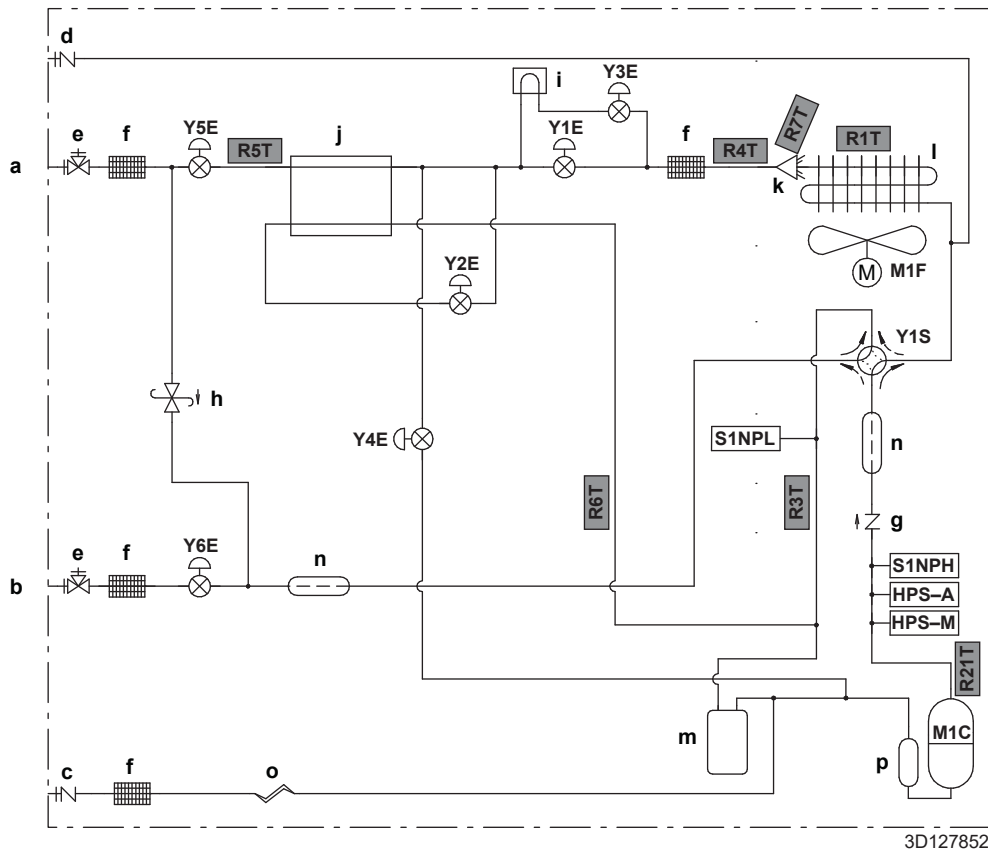 d
i
Y3E
e
f
Y5E
R5T
j
Y1E
f
R4T
R7T
k
R1T
l
a
Y2E
M
M1F
Y1S
h
Y4E
S1NPL
n
R6T
R3T
g
e
f
Y6E
n
b
S1NPH
HPS–A
HPS–M
R21T
m
M1C
p
c
f
o
3D127852